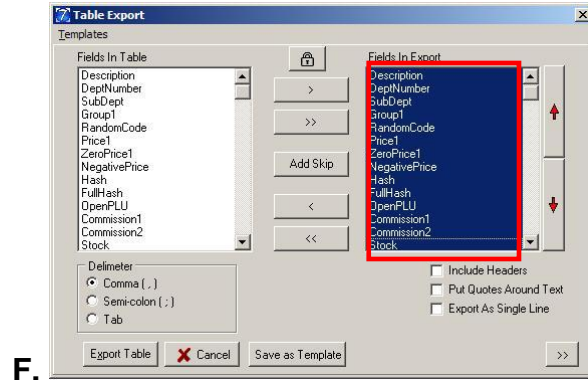 Table Export
Templates
Fields In Table
Description
DeptNumber
SubDept
Group1
RandomCode
Price1
ZeroPrice1
NegativePrice
Hash
FullHash
OpenPLU
Commission1
Commission2
Stock
>
>>
Add Skip
<
<<
Fields In Export
Description
DeptNumber
SubDept
Group1
RandomCode
Price1
ZeroPrice1
NegativePrice
Hash
FullHash
OpenPLU
Commission1
Commission2
Stock
Delimeter
Comma ( , )
Semi-colon ( ; )
Tab
Include Headers
Put Quotes Around Text
Export As Single Line
Export Table
Cancel
Save as Template
>>
F.